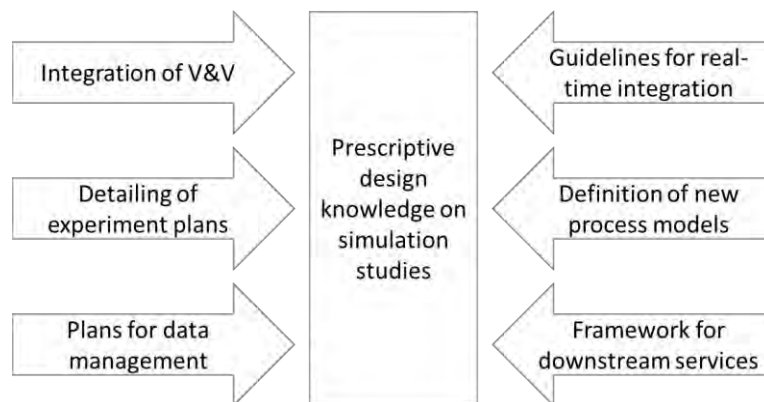 Integration of V&V
Detailing of
experiment plans
Plans for data
management
Prescriptive
design
knowledge on
simulation
studies
Guidelines for real-
time integration
Definition of new
process models
Framework for
downstream services